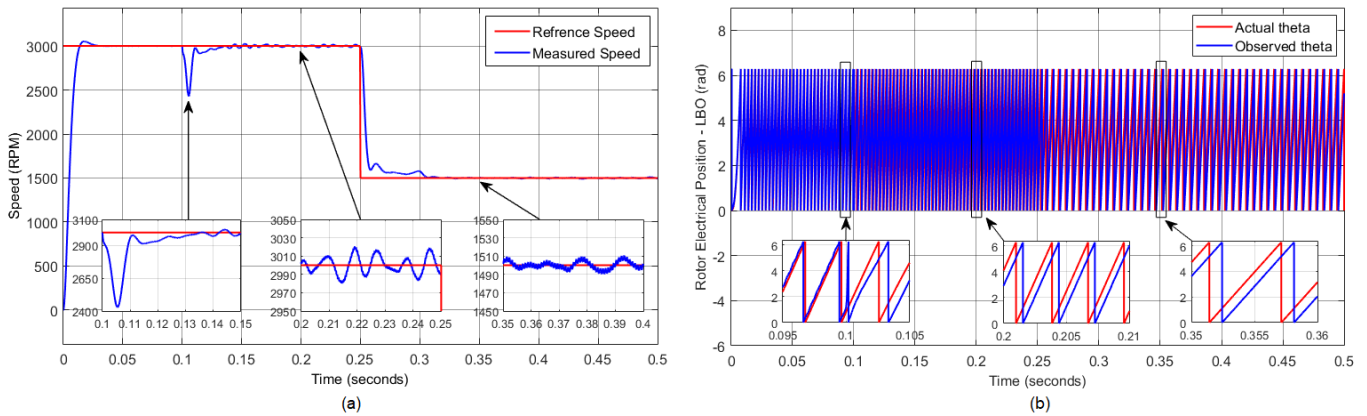 3000
2500
2000
1500
1000
500
0
Speed (RPM)
Refrence Speed
Measured Speed
3100
2900
2650
2400
0.1 0.11 0.12 0.13 0.14 0.15
3050
3030
3010
2990
2970
2950
0.2 0.21 0.22 0.23 0.24 0.25
1550
1530
1510
1490
1470
1450
0.35 0.36 0.37 0.38 0.39 0.4
0 0.05 0.1 0.15 0.2 0.25 0.3 0.35 0.4 0.45 0.5
Time (seconds)
(a)
8
6
4
2
0
-2
-4
-6
Rotor Electrical Position - LBO (rad)
Actual theta
Observed theta
6
4
2
0
0.095 0.1 0.105
6
4
2
0
0.2 0.205 0.21
6
4
2
0
0.35 0.355 0.36
0 0.05 0.1 0.15 0.2 0.25 0.3 0.35 0.4 0.45 0.5
Time (seconds)
(b)